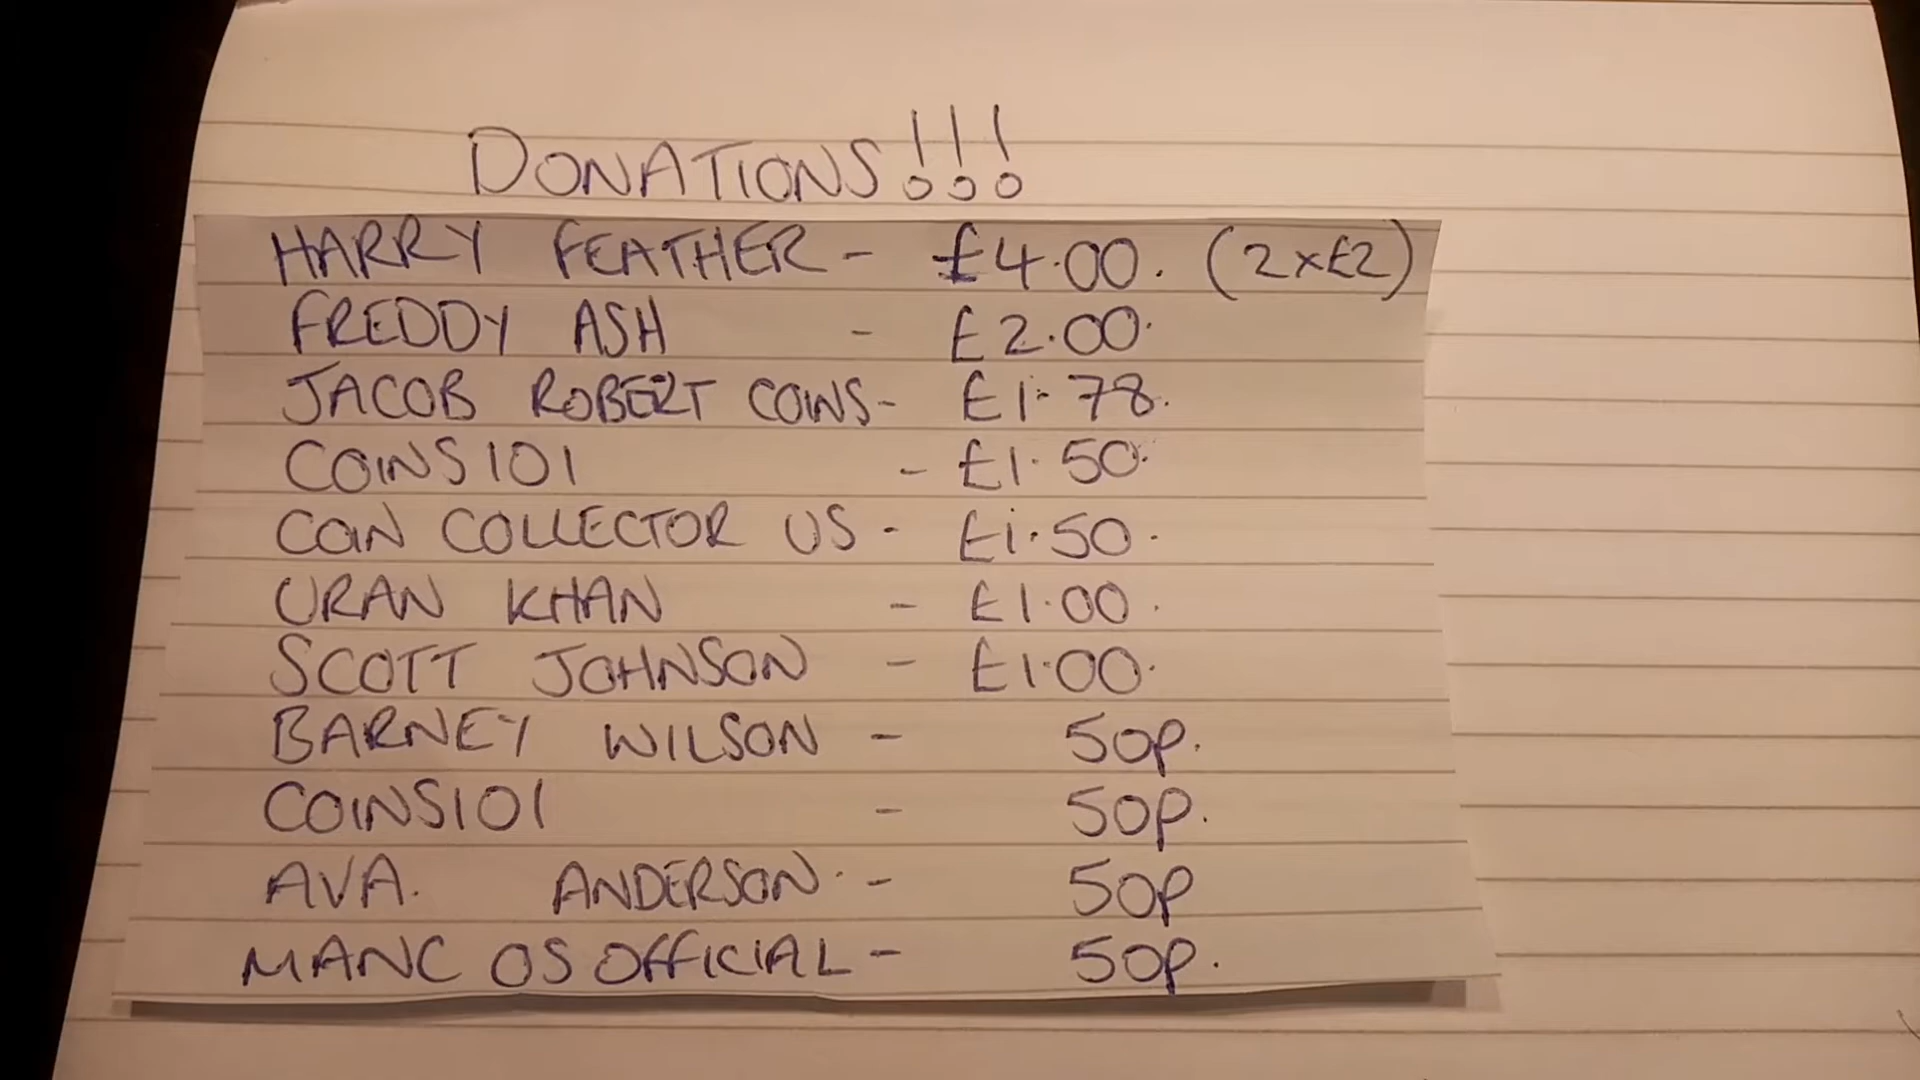 DONATIONS!!!
HARRY FEATHER - £4.00. (2x£2)
FREDDY ASH - £2.00.
JACOB ROBERT COINS - £1.78.
COINS101 - £1.50.
COIN COLLECTOR US - £1.50.
URAN KHAN - £1.00.
SCOTT JOHNSON - £1.00.
BARNEY WILSON - 50p.
COINS101 - 50p.
AVA. ANDERSON. - 50p
MANC OS OFFICIAL - 50p.